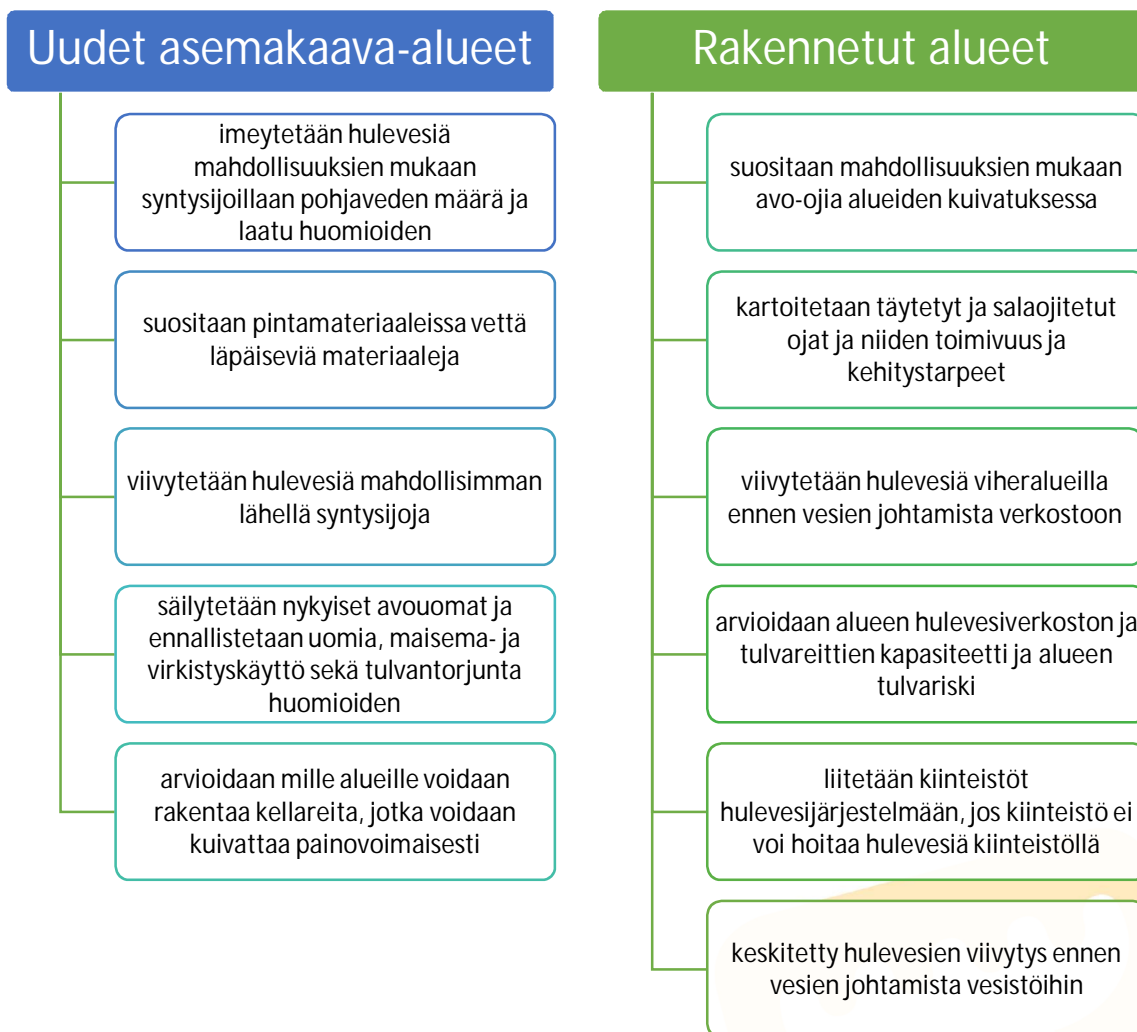 Uudet asemakaava-alueet
imeytetään hulevesiä
mahdollisuuksien mukaan
syntysijoillaan pohjaveden määrä ja
laatu huomioiden
suositaan pintamateriaaleissa vettä
läpäiseviä materiaaleja
viivytetään hulevesiä mahdollisimman
lähellä syntysijoja
säilytetään nykyiset avouomat ja
ennallistetaan uomia, maisema- ja
virkistyskäyttö sekä tulvantorjunta
huomioiden
arvioidaan mille alueille voidaan
rakentaa kellareita, jotka voidaan
kuivattaa painovoimaisesti
Rakennetut alueet
suositaan mahdollisuuksien mukaan
avo-ojia alueiden kuivatuksessa
kartoitetaan täytetyt ja salaojitetut
ojat ja niiden toimivuus ja
kehitystarpeet
viivytetään hulevesiä viheralueilla
ennen vesien johtamista verkostoon
arvioidaan alueen hulevesiverkoston ja
tulvareittien kapasiteetti ja alueen
tulvariski
liitetään kiinteistöt
hulevesijärjestelmään, jos kiinteistö ei
voi hoitaa hulevesiä kiinteistöllä
keskitetty hulevesien viivytys ennen
vesien johtamista vesistöihin